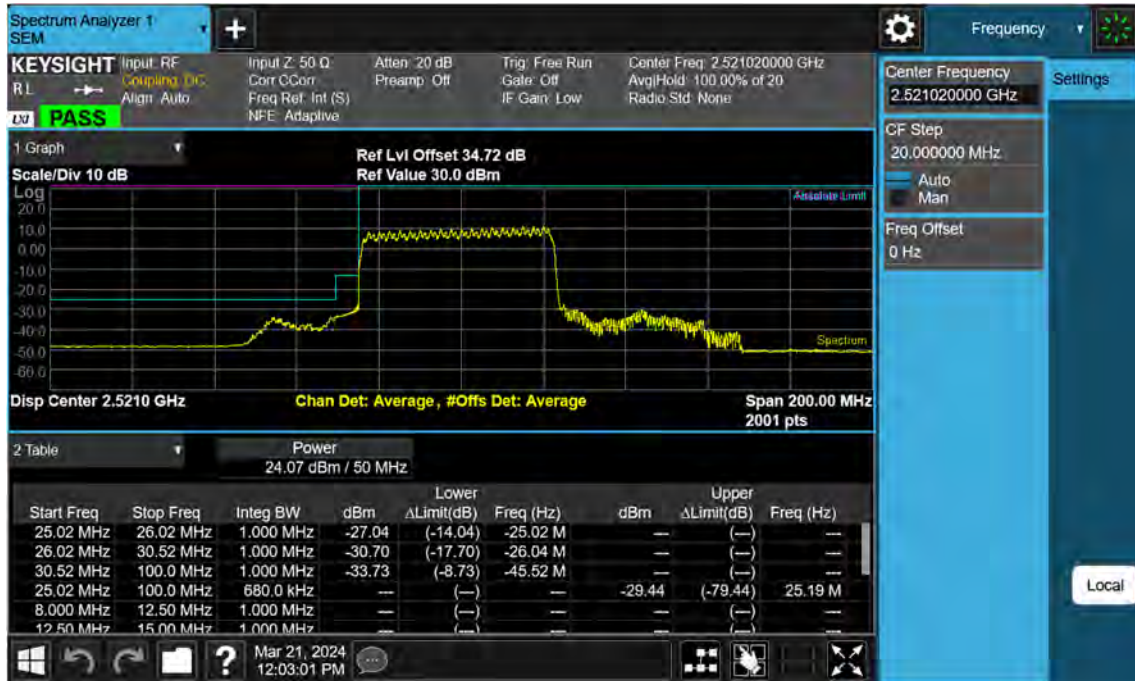 Spectrum Analyzer 1
SEM
Frequency
KEYSIGHT
RL
LXI PASS
Input: RF
Coupling: DC
Align: Auto
Input Z: 50 Ω
Corr CCorr
Freq Ref: Int (S)
NFE: Adaptive
Atten: 20 dB
Preamp: Off
Trig: Free Run
Gate: Off
IF Gain: Low
Center Freq: 2.521020000 GHz
Avg|Hold: 100.00% of 20
Radio Std: None
Center Frequency
2.521020000 GHz
Settings
CF Step
20.000000 MHz
Auto
Man
Freq Offset
0 Hz
Local
1 Graph
Scale/Div 10 dB
Ref Lvl Offset 34.72 dB
Ref Value 30.0 dBm
Log
Absolute Limit
20.0
10.0
0.00
-10.0
-20.0
-30.0
-40.0
-50.0
-60.0
Spectrum
Disp Center 2.5210 GHz
Chan Det: Average, #Offs Det: Average
Span 200.00 MHz
2001 pts
2 Table
Power
24.07 dBm / 50 MHz
Lower Upper
Start Freq Stop Freq Integ BW dBm ΔLimit(dB) Freq (Hz) dBm ΔLimit(dB) Freq (Hz)
25.02 MHz 26.02 MHz 1.000 MHz -27.04 (-14.04) -25.02 M --- (---) ---
26.02 MHz 30.52 MHz 1.000 MHz -30.70 (-17.70) -26.04 M --- (---) ---
30.52 MHz 100.0 MHz 1.000 MHz -33.73 (-8.73) -45.52 M --- (---) ---
25.02 MHz 100.0 MHz 680.0 kHz --- (---) --- -29.44 (-79.44) 25.19 M
8.000 MHz 12.50 MHz 1.000 MHz --- (---) --- --- (---) ---
12.50 MHz 15.00 MHz 1.000 MHz --- (---) --- --- (---) ---
?
Mar 21, 2024
12:03:01 PM